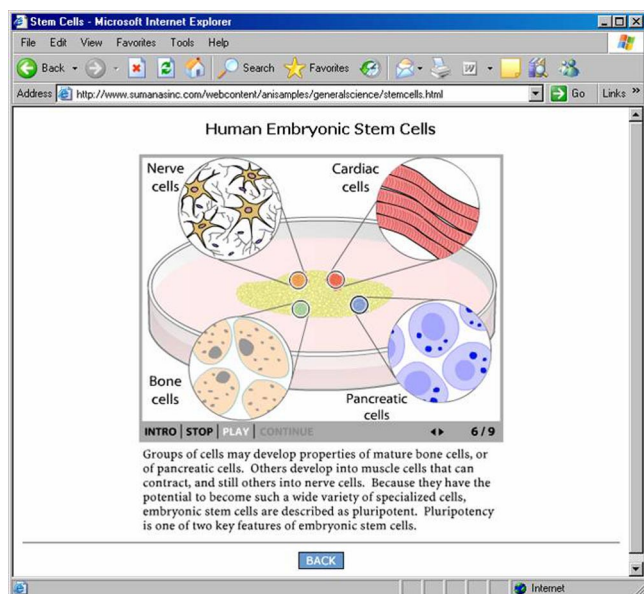 Stem Cells - Microsoft Internet Explorer
File Edit View Favorites Tools Help
Back Search Favorites
Address http://www.sumanasinc.com/webcontent/anisamples/generalscience/stemcells.html Go Links »
Human Embryonic Stem Cells
Nerve
cells
Cardiac
cells
Bone
cells
Pancreatic
cells
INTRO | STOP | PLAY | CONTINUE 6 / 9
Groups of cells may develop properties of mature bone cells, or
of pancreatic cells. Others develop into muscle cells that can
contract, and still others into nerve cells. Because they have the
potential to become such a wide variety of specialized cells,
embryonic stem cells are described as pluripotent. Pluripotency
is one of two key features of embryonic stem cells.
BACK
Internet